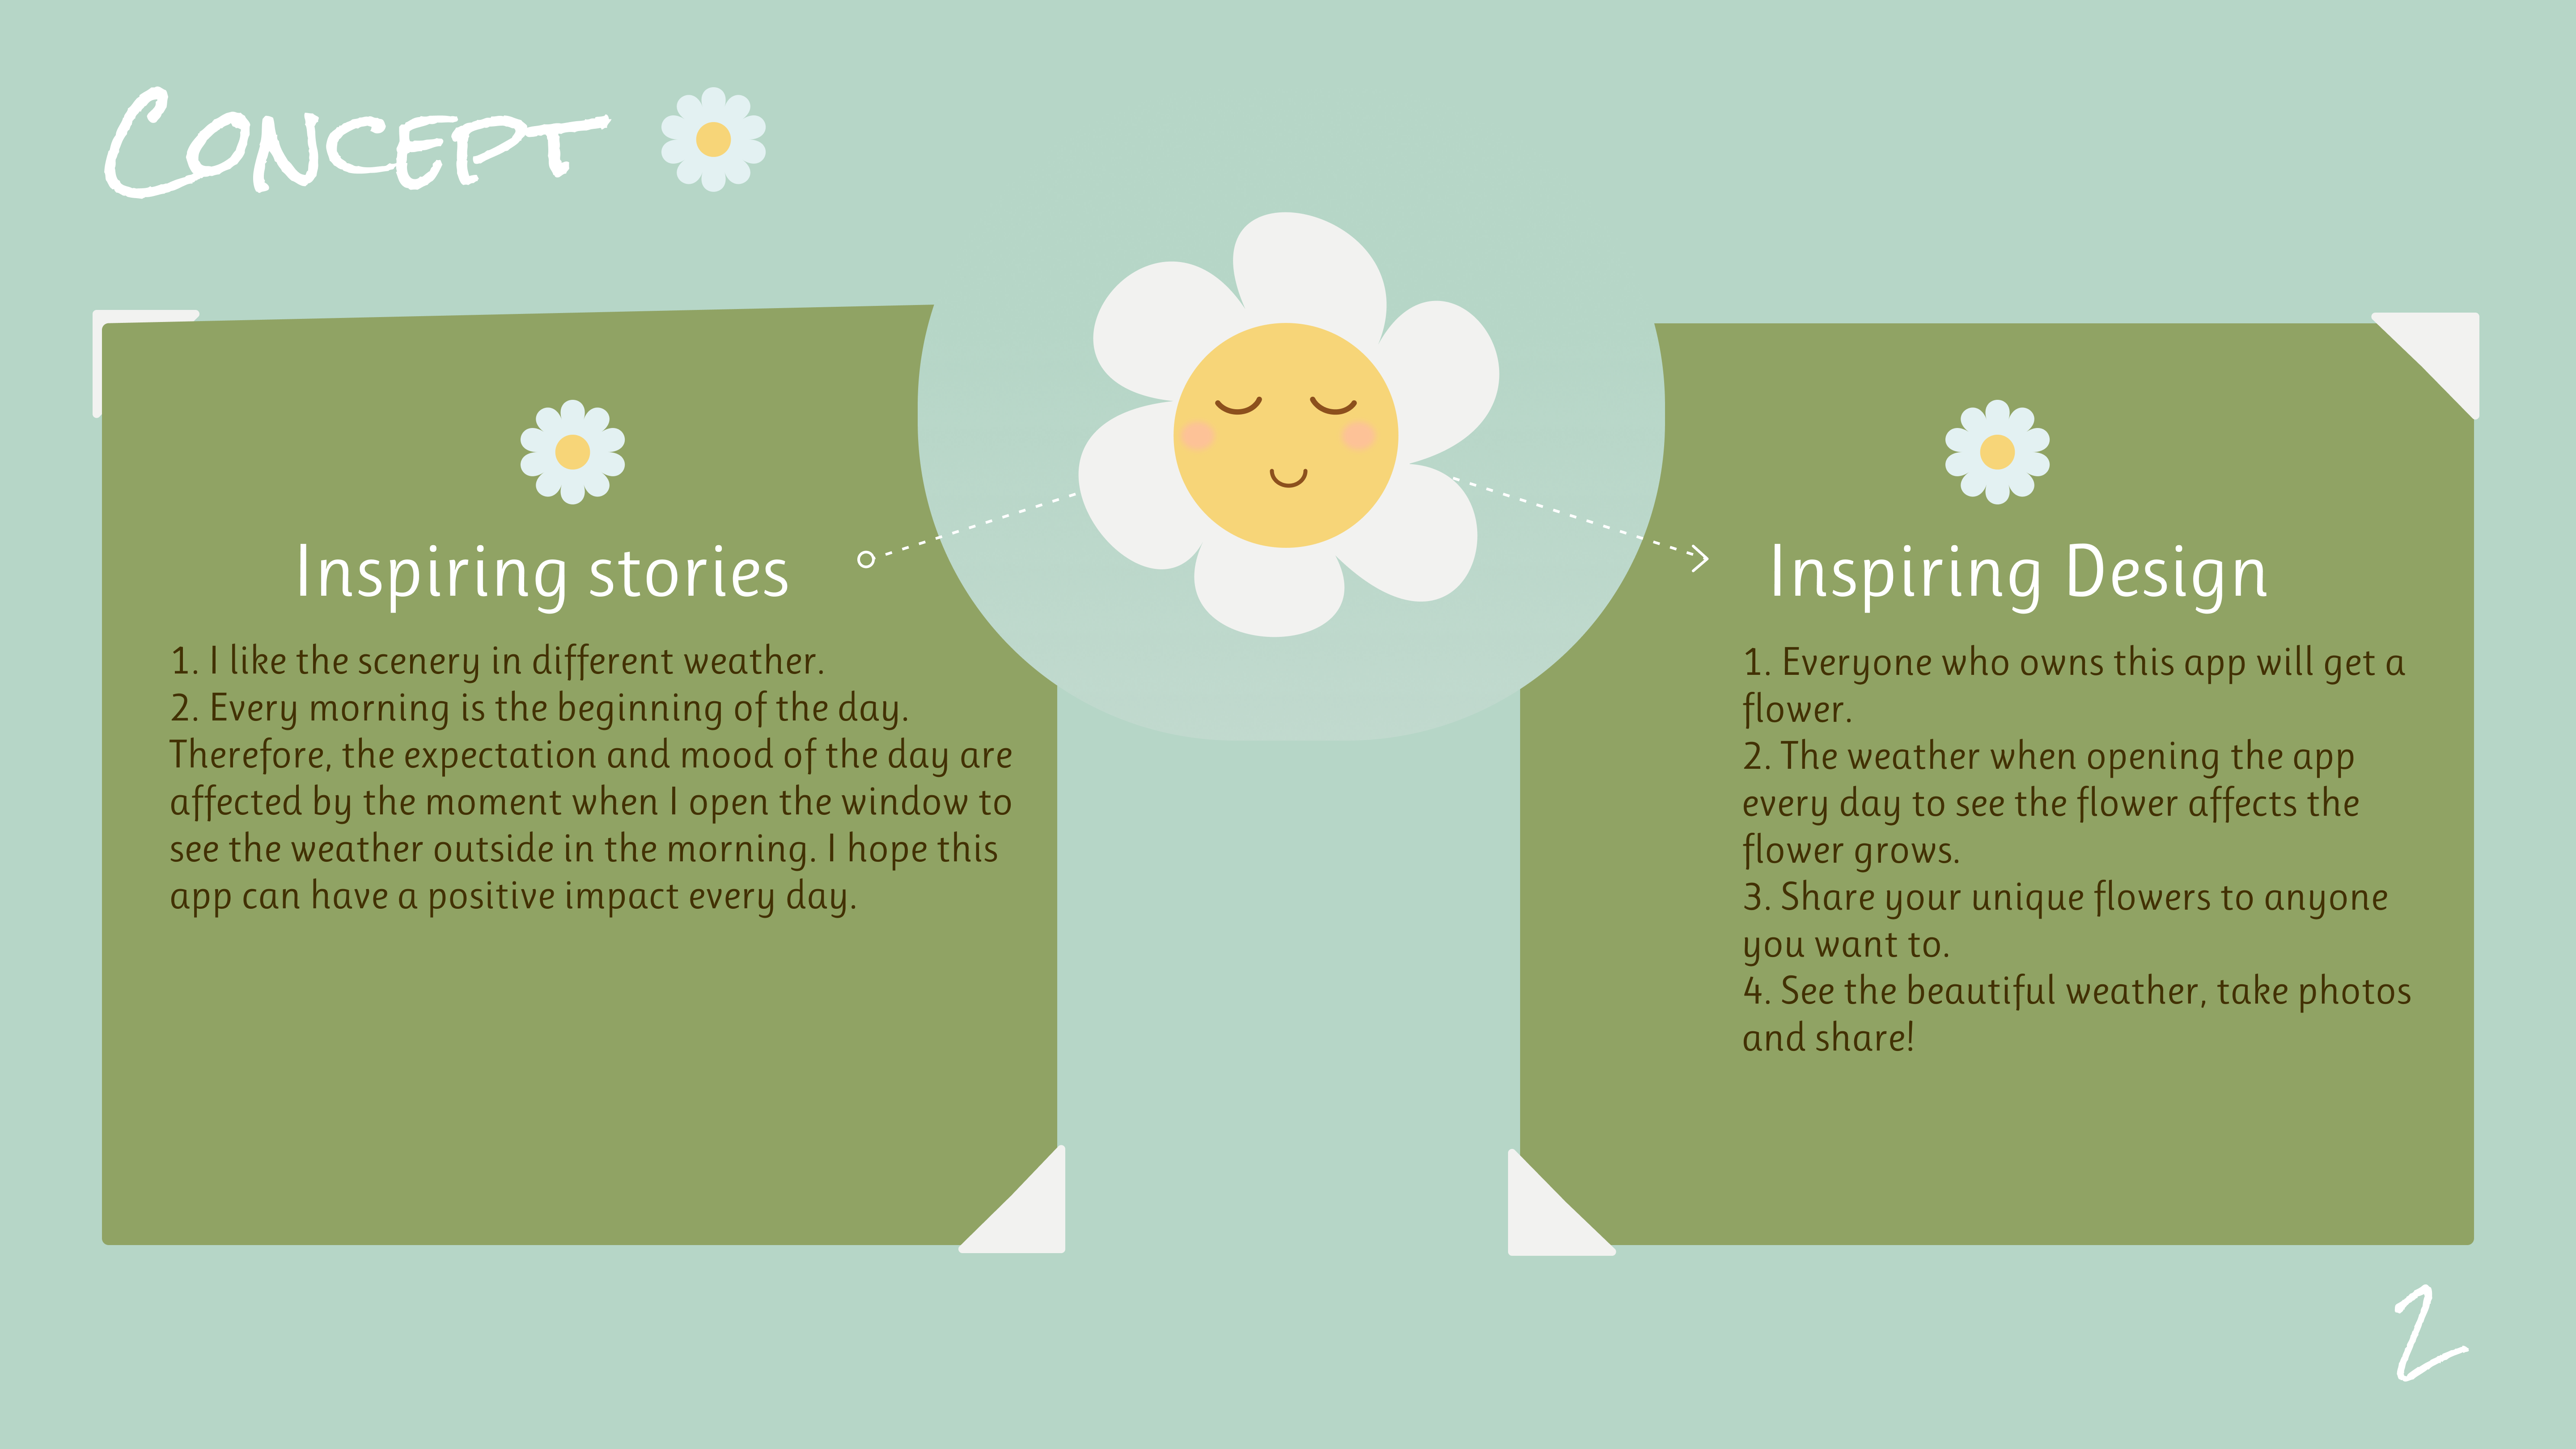 Concept
Inspiring stories
1. I like the scenery in different weather.
2. Every morning is the beginning of the day.
Therefore, the expectation and mood of the day are
affected by the moment when I open the window to
see the weather outside in the morning. I hope this
app can have a positive impact every day.
Inspiring Design
1. Everyone who owns this app will get a
flower.
2. The weather when opening the app
every day to see the flower affects the
flower grows.
3. Share your unique flowers to anyone
you want to.
4. See the beautiful weather, take photos
and share!
2